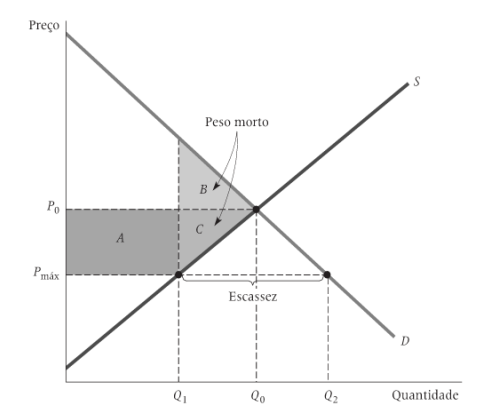 Preço
S
Peso morto
B
P₀
A
C
Pmáx
Escassez
D
Q₁
Q₀
Q₂
Quantidade